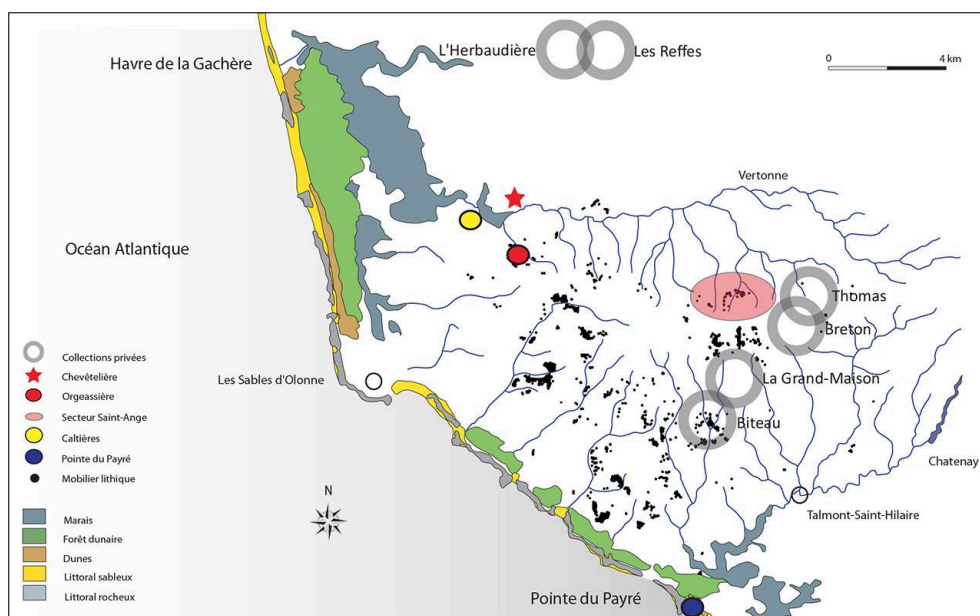 L'Herbaudière
Les Reffes
Havre de la Gachère
0 4 km
Vertonne
Océan Atlantique
Thomas
Breton
Collections privées
Chevêtelière
Les Sables d'Olonne
La Grand-Maison
Orgeassière
Secteur Saint-Ange
Biteau
Caltières
Pointe du Payré
Chatenay
Mobilier lithique
N
Talmont-Saint-Hilaire
Marais
Forêt dunaire
Dunes
Littoral sableux
Littoral rocheux
Pointe du Payré